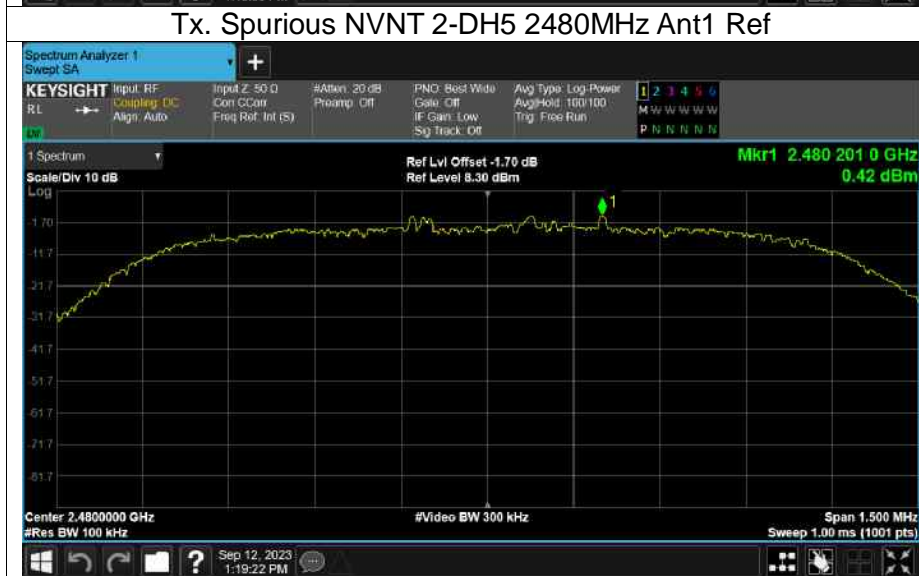 Tx. Spurious NVNT 2-DH5 2480MHz Ant1 Ref
Spectrum Analyzer 1
Swept SA
+
KEYSIGHT Input: RF Input Z: 50 Ω #Atten: 20 dB PNO: Best Wide Avg Type: Log-Power 1 2 3 4 5 6
RL Coupling: DC Corr CCorr Preamp: Off Gate: Off Avg|Hold: 100/100 M W W W W W
Align: Auto Freq Ref: Int (S) IF Gain: Low Trig: Free Run
Sig Track: Off P N N N N N
1 Spectrum Ref Lvl Offset -1.70 dB Mkr1 2.480 201 0 GHz
Scale/Div 10 dB Ref Level 8.30 dBm 0.42 dBm
Log
1
-1.70
-11.7
-21.7
-31.7
-41.7
-51.7
-61.7
-71.7
-81.7
Center 2.4800000 GHz #Video BW 300 kHz Span 1.500 MHz
#Res BW 100 kHz Sweep 1.00 ms (1001 pts)
? Sep 12, 2023
1:19:22 PM